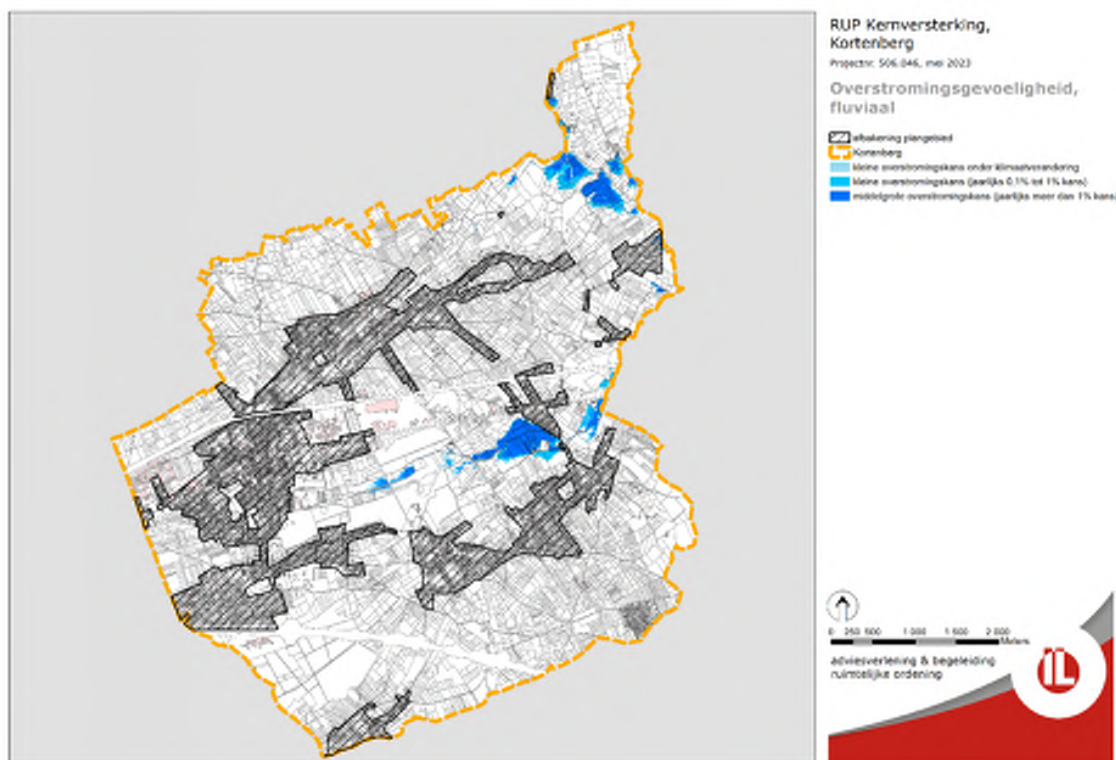 RUP Kernversterking,
Kortenberg
Projectnr. 506.046, mei 2023
Overstromingsgevoeligheid,
fluviaal
afbakening plangebied
Kortenberg
kleine overstromingskans onder klimaatverandering
kleine overstromingskans (jaarlijks 0,1% tot 1% kans)
middelgrote overstromingskans (jaarlijks meer dan 1% kans)
0 250 500 1 000 1 500 2 000
Meters
adviesverlening & begeleiding
ruimtelijke ordening
IL